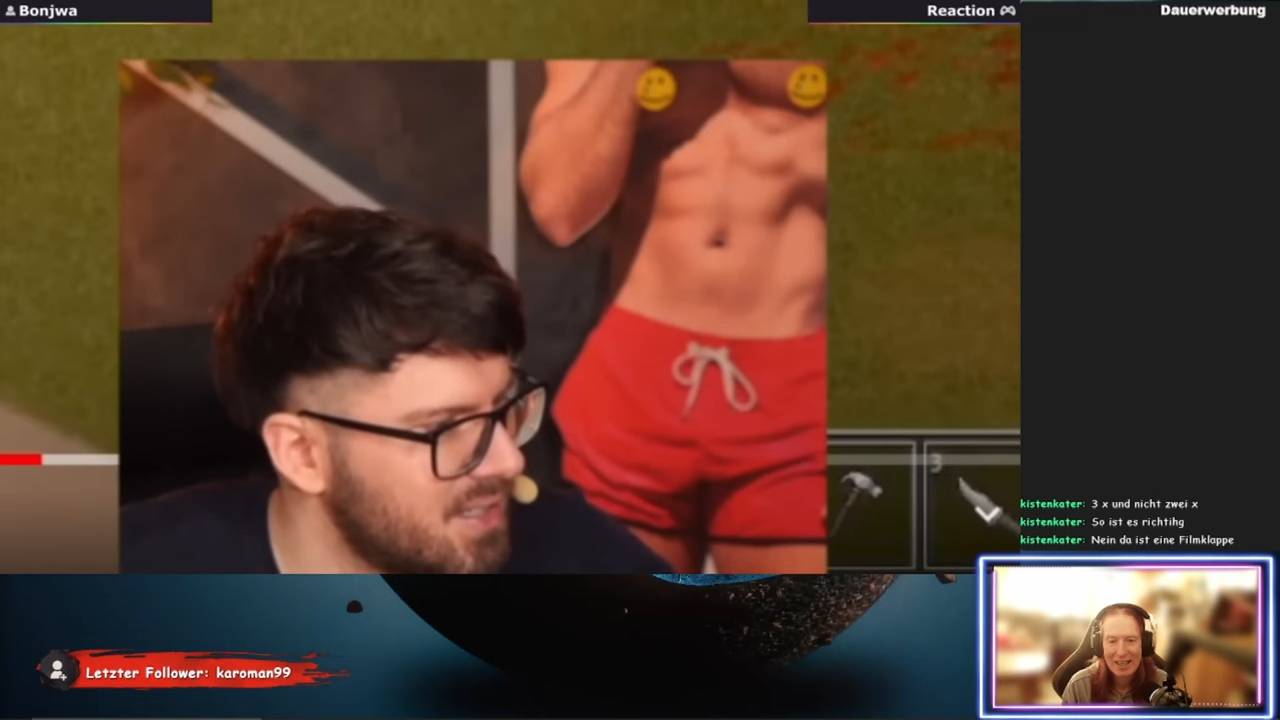 Bonjwa
Reaction
Dauerwerbung
3
kistenkater: 3 x und nicht zwei x
kistenkater: So ist es richtihg
kistenkater: Nein da ist eine Filmklappe
Letzter Follower: karoman99